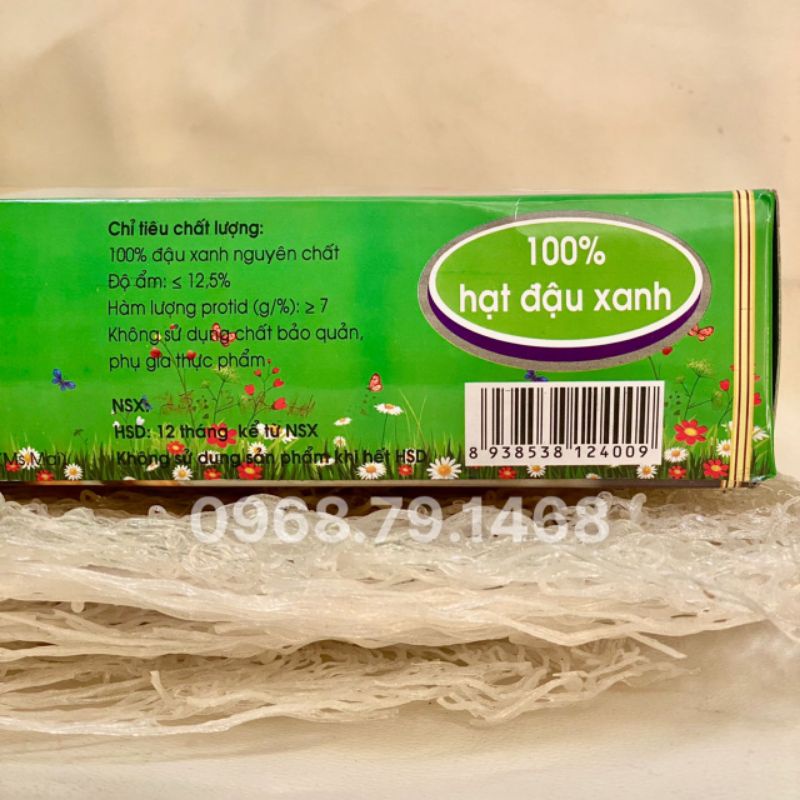 Chỉ tiêu chất lượng:
100% đậu xanh nguyên chất
Độ ẩm: ≤ 12,5%
Hàm lượng protid (g/%): ≥ 7
Không sử dụng chất bảo quản,
phụ gia thực phẩm
NSX:
HSD: 12 tháng kể từ NSX
(Ms.Mai)
Không sử dụng sản phẩm khi hết HSD
100%
hạt đậu xanh
8 938538 124009
0968.79.1468